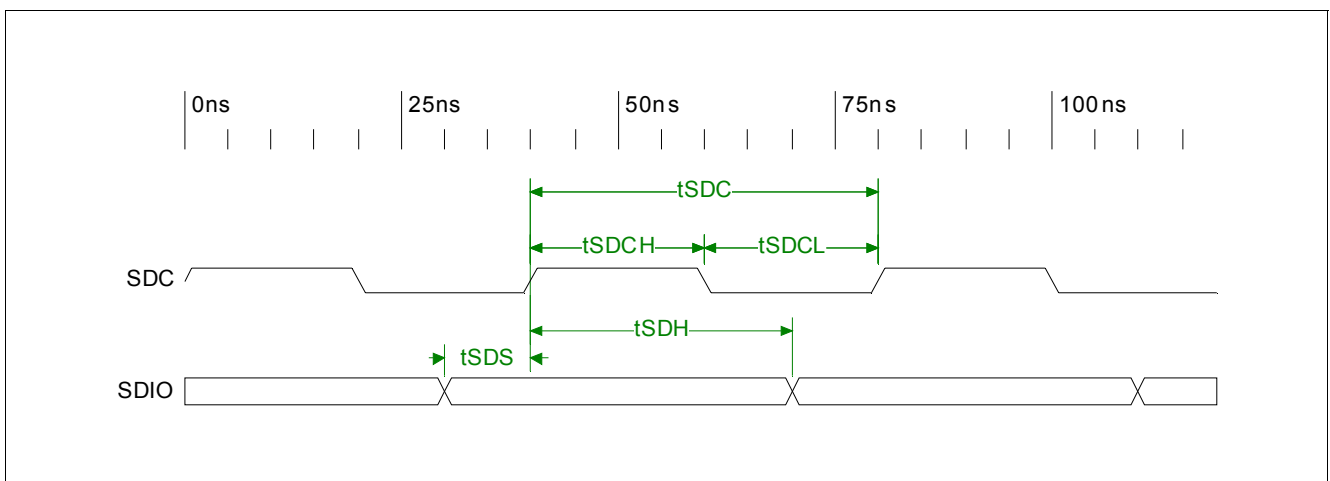 0ns 25ns 50ns 75ns 100ns
tSDC
tSDCH tSDCL
SDC
tSDH
tSDS
SDIO